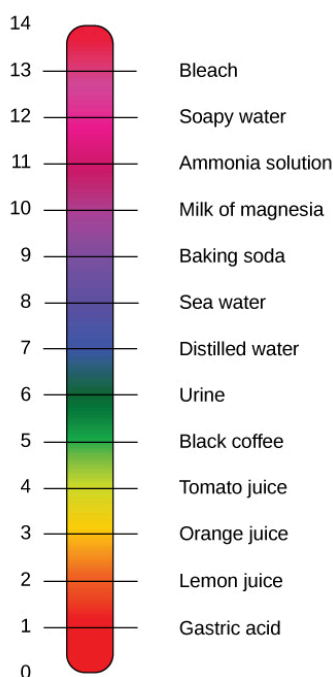 14
13 Bleach
12 Soapy water
11 Ammonia solution
10 Milk of magnesia
9 Baking soda
8 Sea water
7 Distilled water
6 Urine
5 Black coffee
4 Tomato juice
3 Orange juice
2 Lemon juice
1 Gastric acid
0